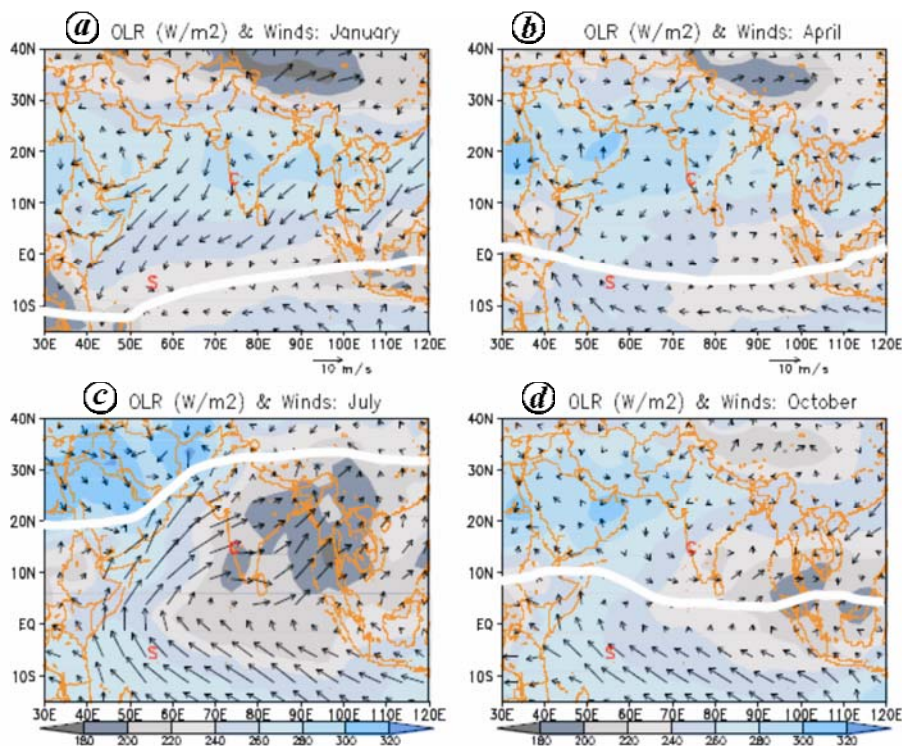 a OLR (W/m2) & Winds: January
40N
30N
20N
10N
EQ
10S
C
S
30E 40E 50E 60E 70E 80E 90E 100E 110E 120E
10 m/s
b OLR (W/m2) & Winds: April
40N
30N
20N
10N
EQ
10S
C
S
30E 40E 50E 60E 70E 80E 90E 100E 110E 120E
10 m/s
c OLR (W/m2) & Winds: July
40N
30N
20N
10N
EQ
10S
C
S
30E 40E 50E 60E 70E 80E 90E 100E 110E 120E
180 200 220 240 260 280 300 320
d OLR (W/m2) & Winds: October
40N
30N
20N
10N
EQ
10S
C
S
30E 40E 50E 60E 70E 80E 90E 100E 110E 120E
180 200 220 240 260 280 300 320